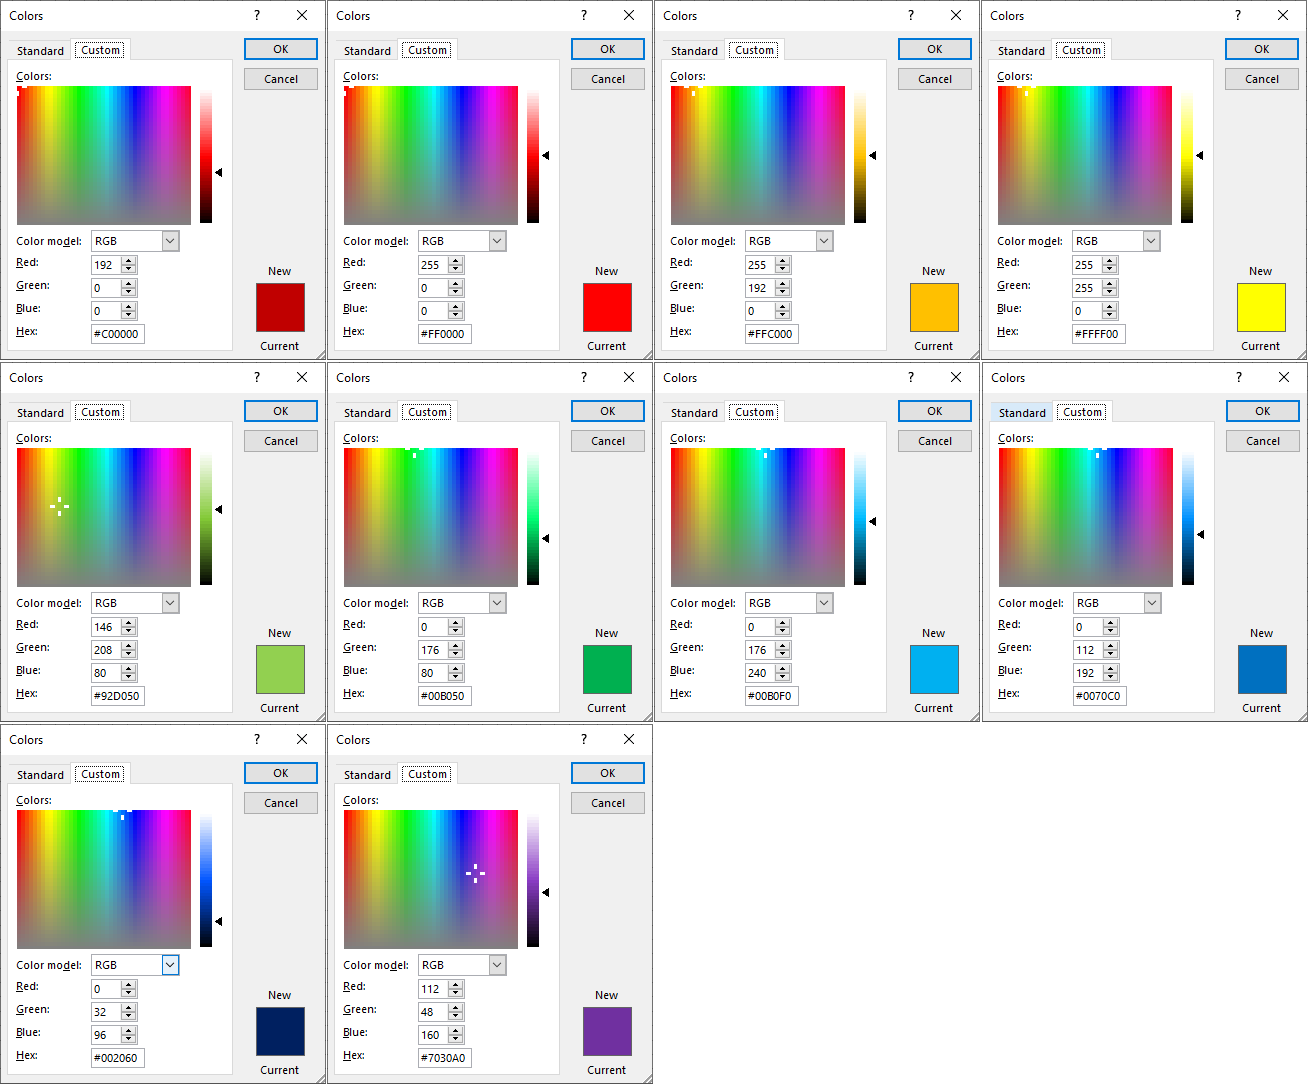 Colors ?
Standard Custom OK
Cancel
Colors:
Color model: RGB
Red: 192
Green: 0
Blue: 0
Hex: #C00000
New
Current
Colors ?
Standard Custom OK
Cancel
Colors:
Color model: RGB
Red: 255
Green: 0
Blue: 0
Hex: #FF0000
New
Current
Colors ?
Standard Custom OK
Cancel
Colors:
Color model: RGB
Red: 255
Green: 192
Blue: 0
Hex: #FFC000
New
Current
Colors ?
Standard Custom OK
Cancel
Colors:
Color model: RGB
Red: 255
Green: 255
Blue: 0
Hex: #FFFF00
New
Current
Colors ?
Standard Custom OK
Cancel
Colors:
Color model: RGB
Red: 146
Green: 208
Blue: 80
Hex: #92D050
New
Current
Colors ?
Standard Custom OK
Cancel
Colors:
Color model: RGB
Red: 0
Green: 176
Blue: 80
Hex: #00B050
New
Current
Colors ?
Standard Custom OK
Cancel
Colors:
Color model: RGB
Red: 0
Green: 176
Blue: 240
Hex: #00B0F0
New
Current
Colors ?
Standard Custom OK
Cancel
Colors:
Color model: RGB
Red: 0
Green: 112
Blue: 192
Hex: #0070C0
New
Current
Colors ?
Standard Custom OK
Cancel
Colors:
Color model: RGB
Red: 0
Green: 32
Blue: 96
Hex: #002060
New
Current
Colors ?
Standard Custom OK
Cancel
Colors:
Color model: RGB
Red: 112
Green: 48
Blue: 160
Hex: #7030A0
New
Current